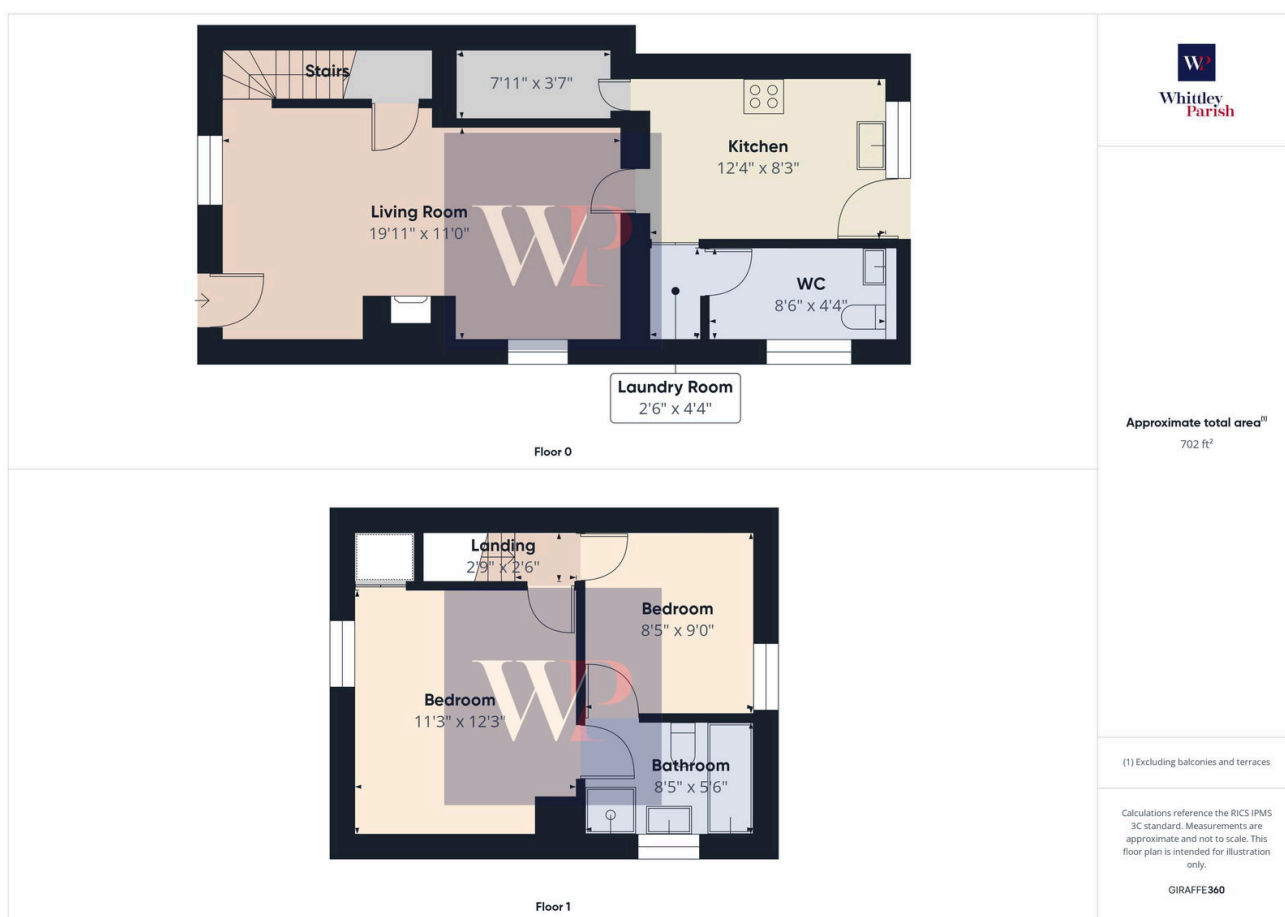 Stairs
7'11" x 3'7"
Kitchen
12'4" x 8'3"
Living Room
19'11" x 11'0"
WP
WC
8'6" x 4'4"
Laundry Room
2'6" x 4'4"
Floor 0
Landing
2'9" x 2'6"
Bedroom
8'5" x 9'0"
Bedroom
11'3" x 12'3"
WP
Bathroom
8'5" x 5'6"
Floor 1
WP
Whittley
Parish
Approximate total area(1)
702 ft²
(1) Excluding balconies and terraces
Calculations reference the RICS IPMS
3C standard. Measurements are
approximate and not to scale. This
floor plan is intended for illustration
only.
GIRAFFE360